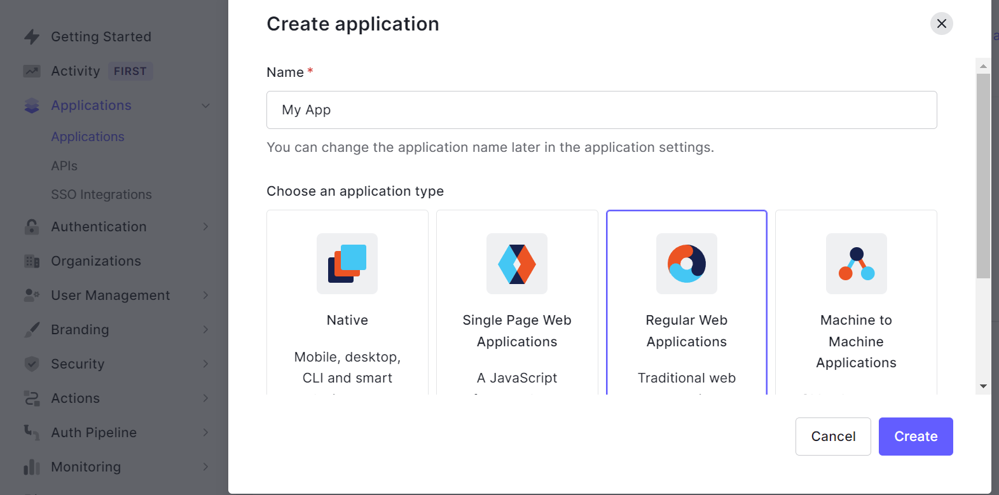 Getting Started
Activity FIRST
Applications
Applications
APIs
SSO Integrations
Authentication
Organizations
User Management
Branding
Security
Actions
Auth Pipeline
Monitoring
Create application
Name *
My App
You can change the application name later in the application settings.
Choose an application type
Native
Mobile, desktop,
CLI and smart
Single Page Web
Applications
A JavaScript
Regular Web
Applications
Traditional web
Machine to
Machine
Applications
Cancel
Create